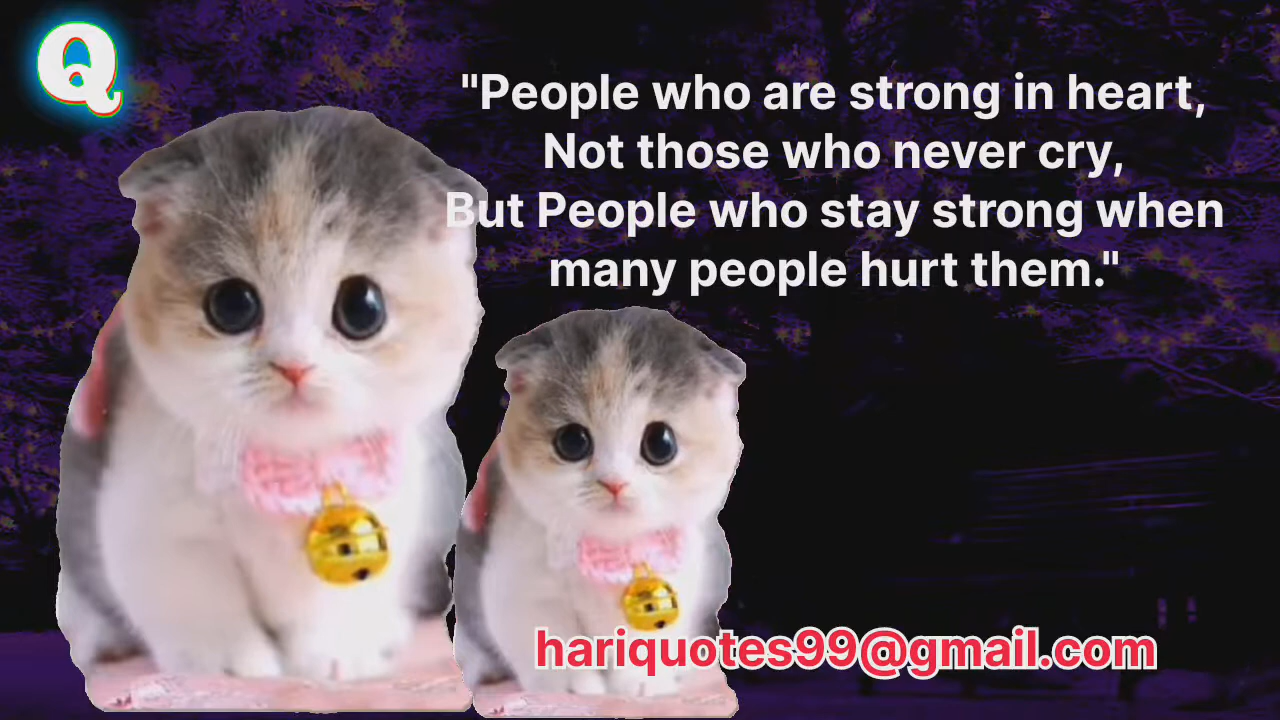 Q
"People who are strong in heart,
Not those who never cry,
But People who stay strong when
many people hurt them."
hariquotes99@gmail.com